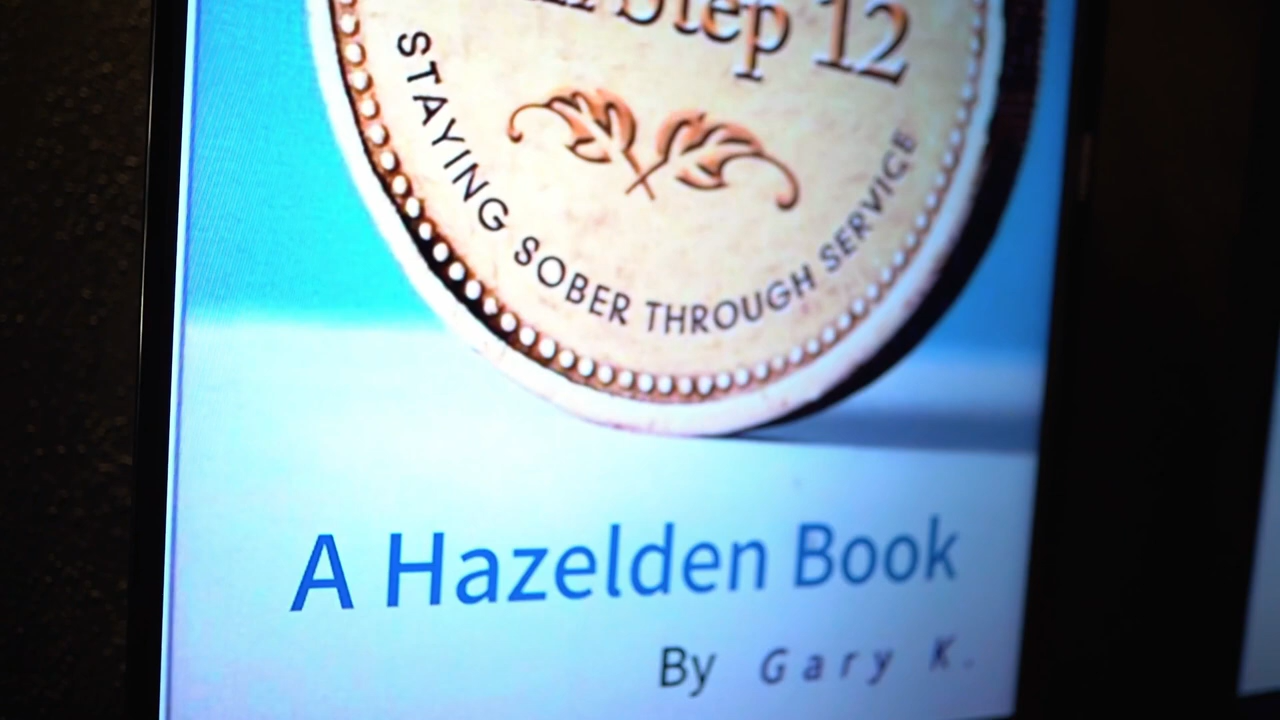 Step 12
STAYING SOBER THROUGH SERVICE
A Hazelden Book
By Gary K.